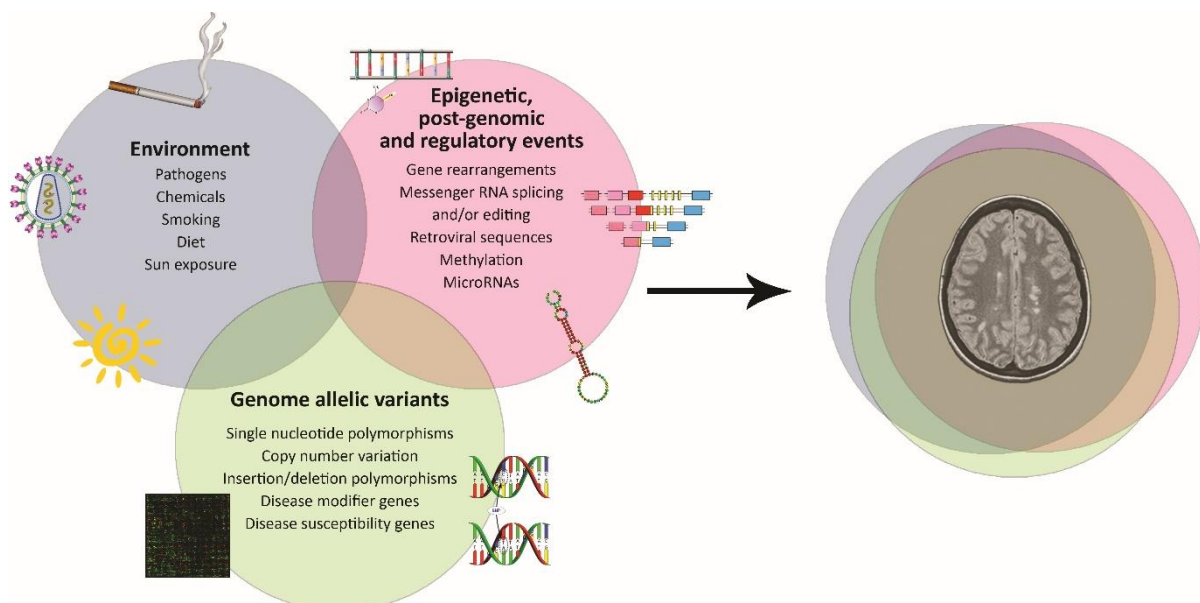 Environment
Pathogens
Chemicals
Smoking
Diet
Sun exposure
Epigenetic,
post-genomic
and regulatory events
Gene rearrangements
Messenger RNA splicing
and/or editing
Retroviral sequences
Methylation
MicroRNAs
Genome allelic variants
Single nucleotide polymorphisms
Copy number variation
Insertion/deletion polymorphisms
Disease modifier genes
Disease susceptibility genes